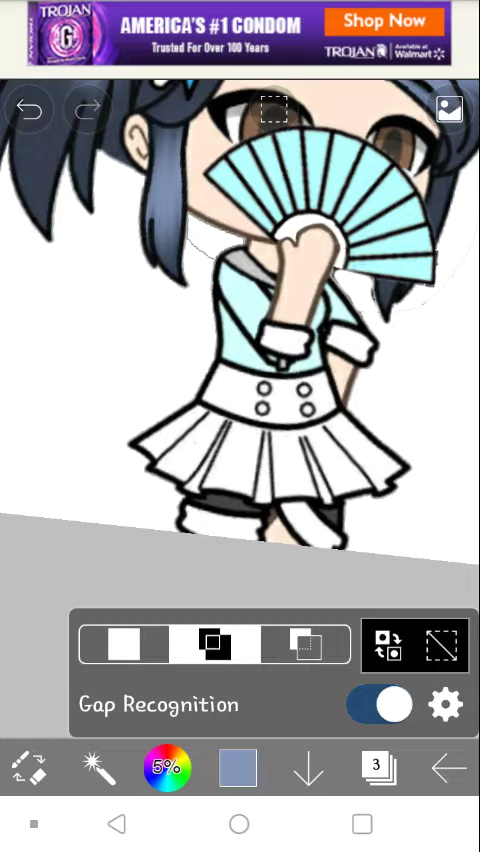 TROJAN
TROJAN
G
AMERICA'S #1 CONDOM
Trusted For Over 100 Years
Shop Now
TROJAN
Available at
Walmart
Gap Recognition
5%
3